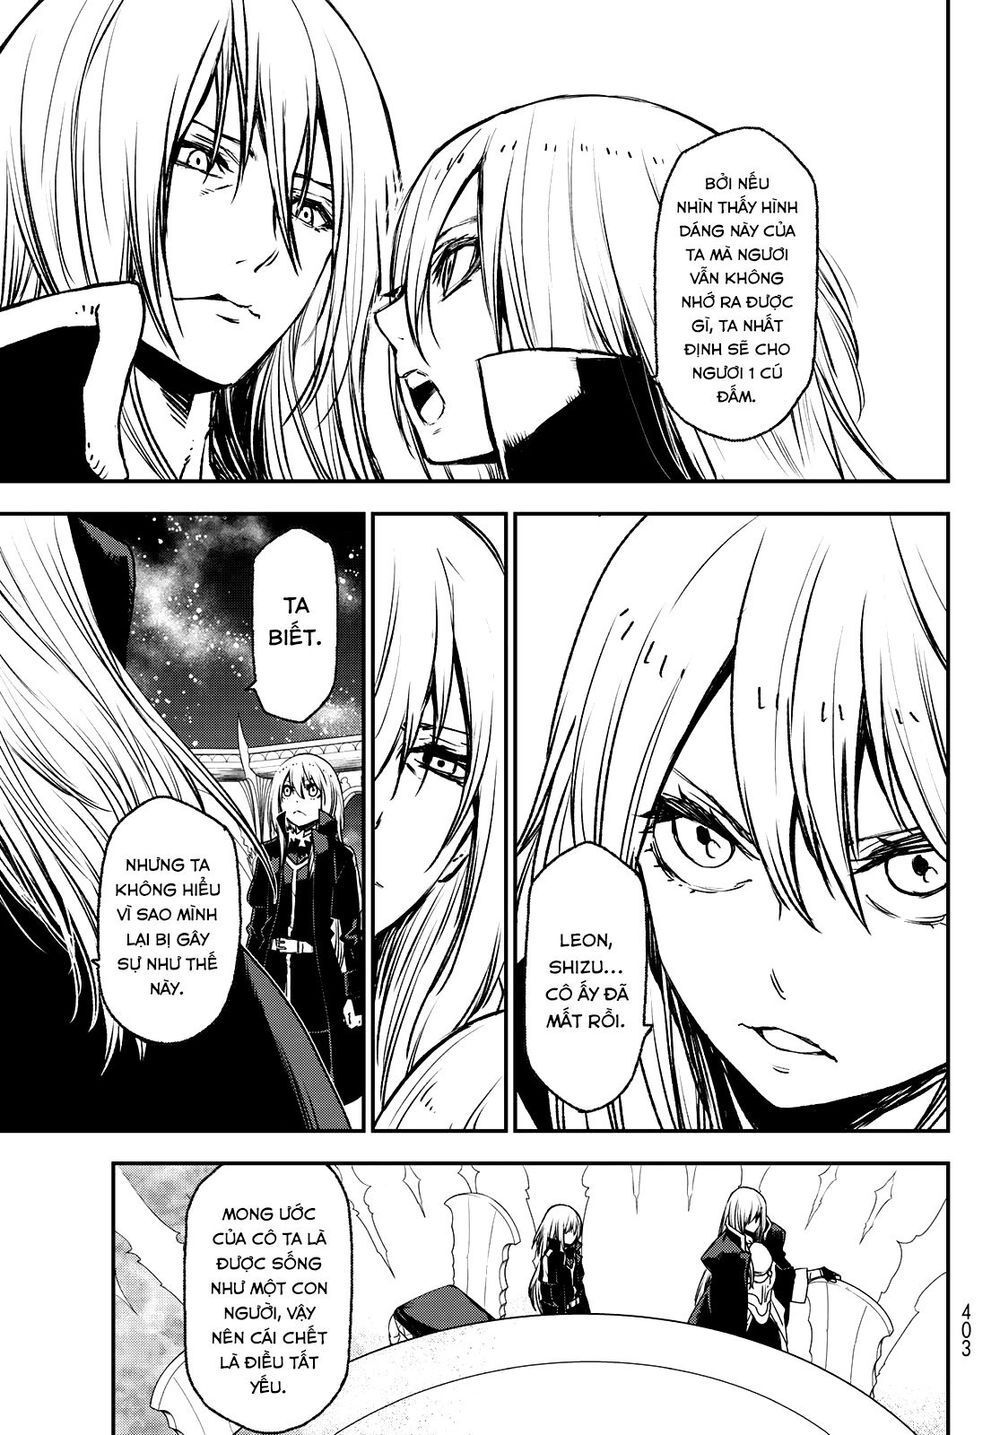 BỞI NẾU
NHÌN THẤY HÌNH
DÁNG NÀY CỦA
TA MÀ NGƯƠI
VẪN KHÔNG
NHỚ RA ĐƯỢC
GÌ, TA NHẤT
ĐỊNH SẼ CHO
NGƯƠI 1 CÚ
ĐẤM.
LEON,
SHIZU...
CÔ ẤY ĐÃ
MẤT RỒI.
TA
BIẾT.
NHƯNG TA
KHÔNG HIỂU
VÌ SAO MÌNH
LẠI BỊ GÂY
SỰ NHƯ THẾ
NÀY.
MONG ƯỚC
CỦA CÔ TA LÀ
ĐƯỢC SỐNG
NHƯ MỘT CON
NGƯỜI, VẬY
NÊN CÁI CHẾT
LÀ ĐIỀU TẤT
YẾU.
403